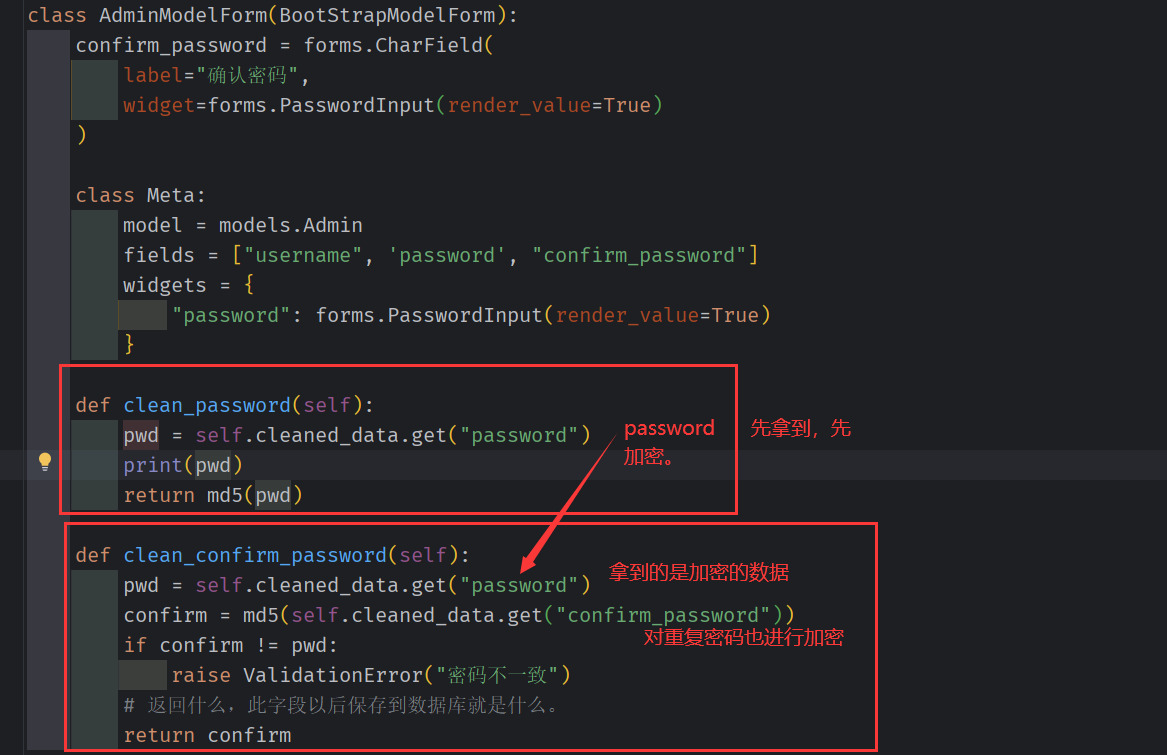 class AdminModelForm(BootStrapModelForm):
    confirm_password = forms.CharField(
        label="确认密码",
        widget=forms.PasswordInput(render_value=True)
    )

    class Meta:
        model = models.Admin
        fields = ["username", 'password', "confirm_password"]
        widgets = {
            "password": forms.PasswordInput(render_value=True)
        }

    def clean_password(self):
        pwd = self.cleaned_data.get("password")
password
先拿到，先
加密。
        print(pwd)
        return md5(pwd)

    def clean_confirm_password(self):
        pwd = self.cleaned_data.get("password")
拿到的是加密的数据
        confirm = md5(self.cleaned_data.get("confirm_password"))
对重复密码也进行加密
        if confirm != pwd:
            raise ValidationError("密码不一致")
        # 返回什么，此字段以后保存到数据库就是什么。
        return confirm